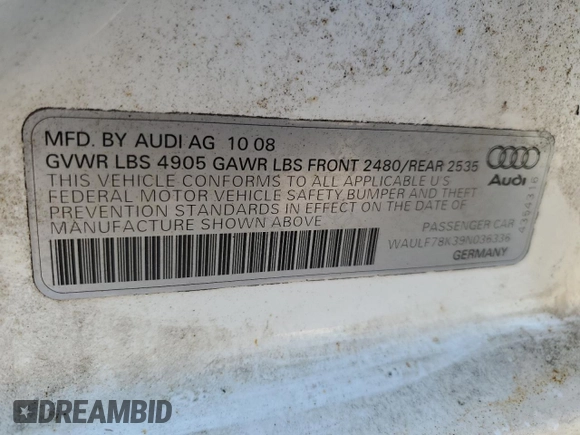 MFD. BY AUDI AG 10 08
GVWR LBS 4905 GAWR LBS FRONT 2480/REAR 2535
THIS VEHICLE CONFORMS TO ALL APPLICABLE U.S
FEDERAL MOTOR VEHICLE SAFETY, BUMPER AND THEFT
PREVENTION STANDARDS IN EFFECT ON THE DATE OF
MANUFACTURE SHOWN ABOVE
Audi
4364316
PASSENGER CAR
WAULF78K39N036336
GERMANY
DREAMBID